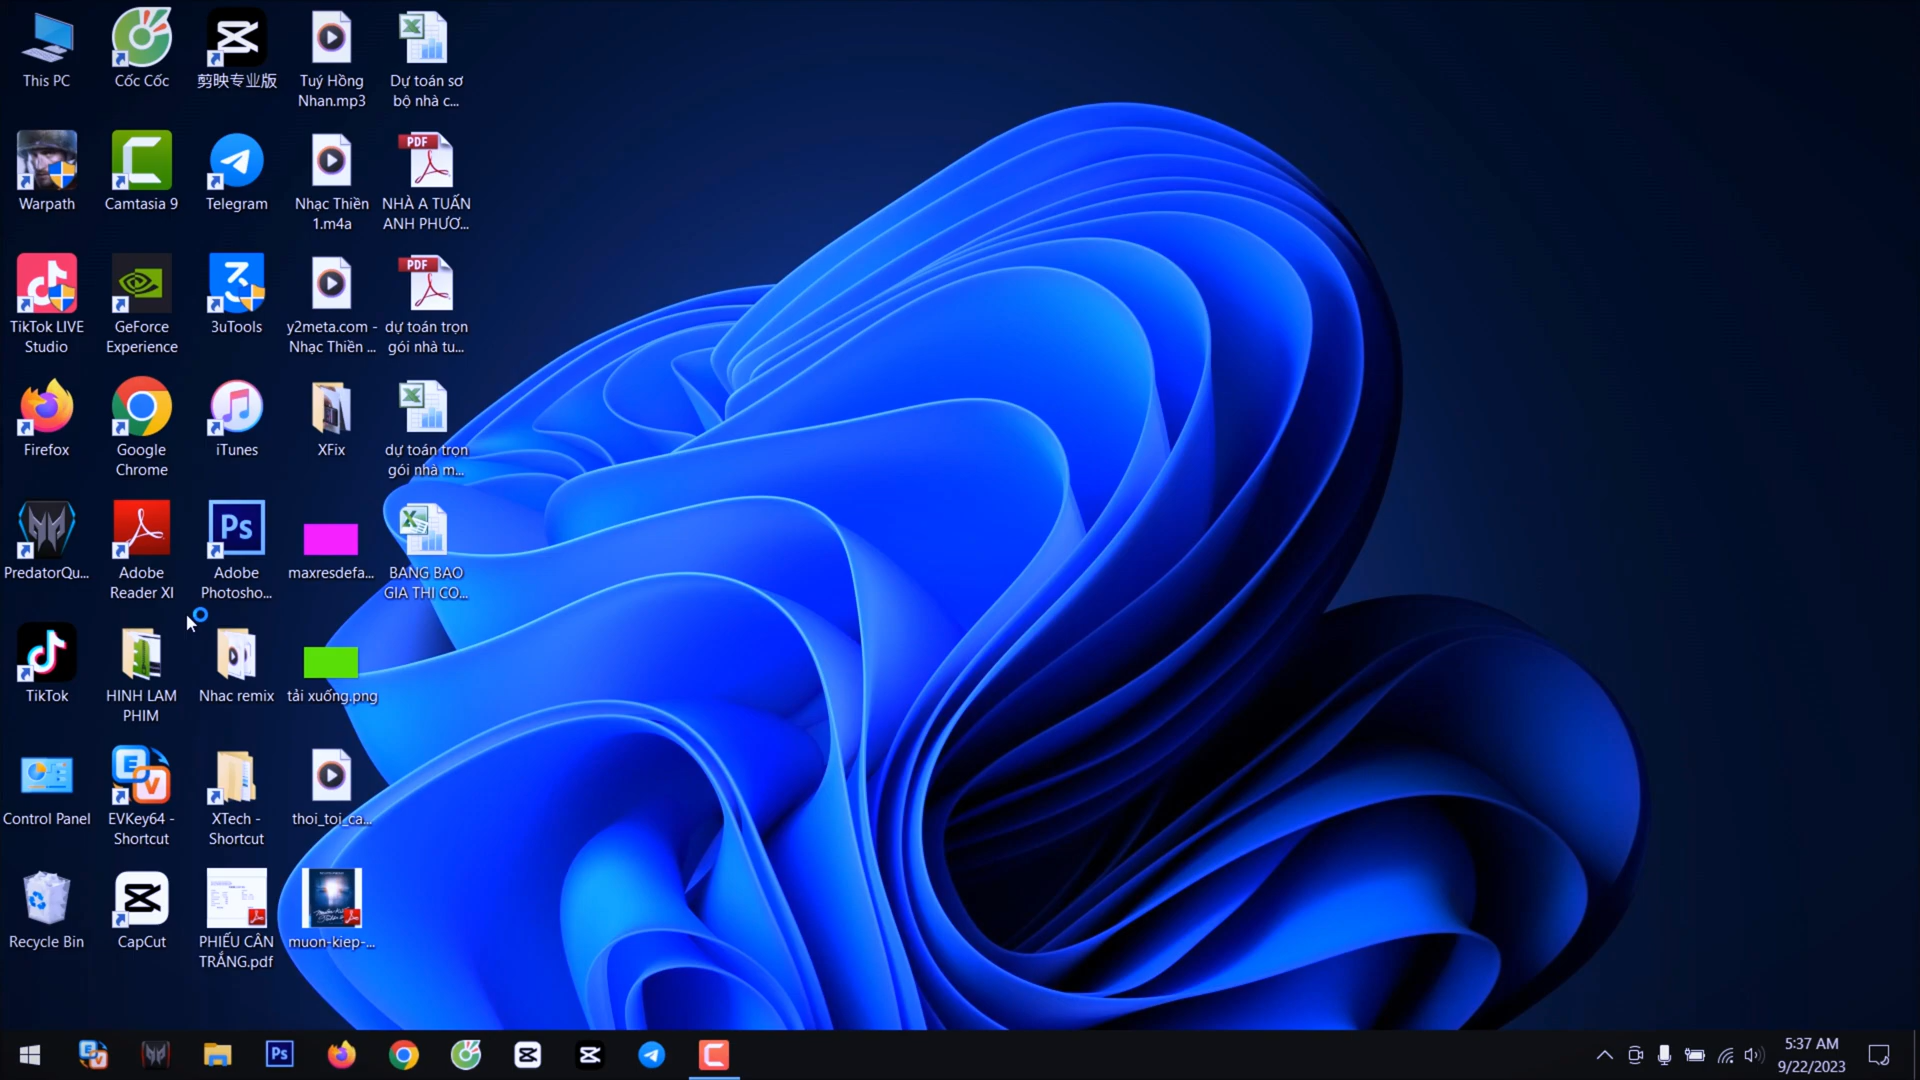 This PC
Cốc Cốc
剪映专业版
Tuý Hồng
Nhan.mp3
Dự toán sơ
bộ nhà c...
Warpath
Camtasia 9
Telegram
Nhạc Thiền
1.m4a
PDF
NHÀ A TUẤN
ANH PHƯƠ...
TikTok LIVE
Studio
GeForce
Experience
3uTools
y2meta.com -
Nhạc Thiền ...
PDF
dự toán trọn
gói nhà tu...
Firefox
Google
Chrome
iTunes
XFix
dự toán trọn
gói nhà m...
PredatorQu...
Adobe
Reader XI
Ps
Adobe
Photosho...
maxresdefa...
BANG BAO
GIA THI CO...
TikTok
HINH LAM
PHIM
Nhac remix
tải xuống.png
Control Panel
EV
EVKey64 -
Shortcut
XTech -
Shortcut
thoi_toi_ca...
Recycle Bin
CapCut
PHIẾU CÂN
TRẮNG.pdf
muon-kiep-...
Ps
5:37 AM
9/22/2023